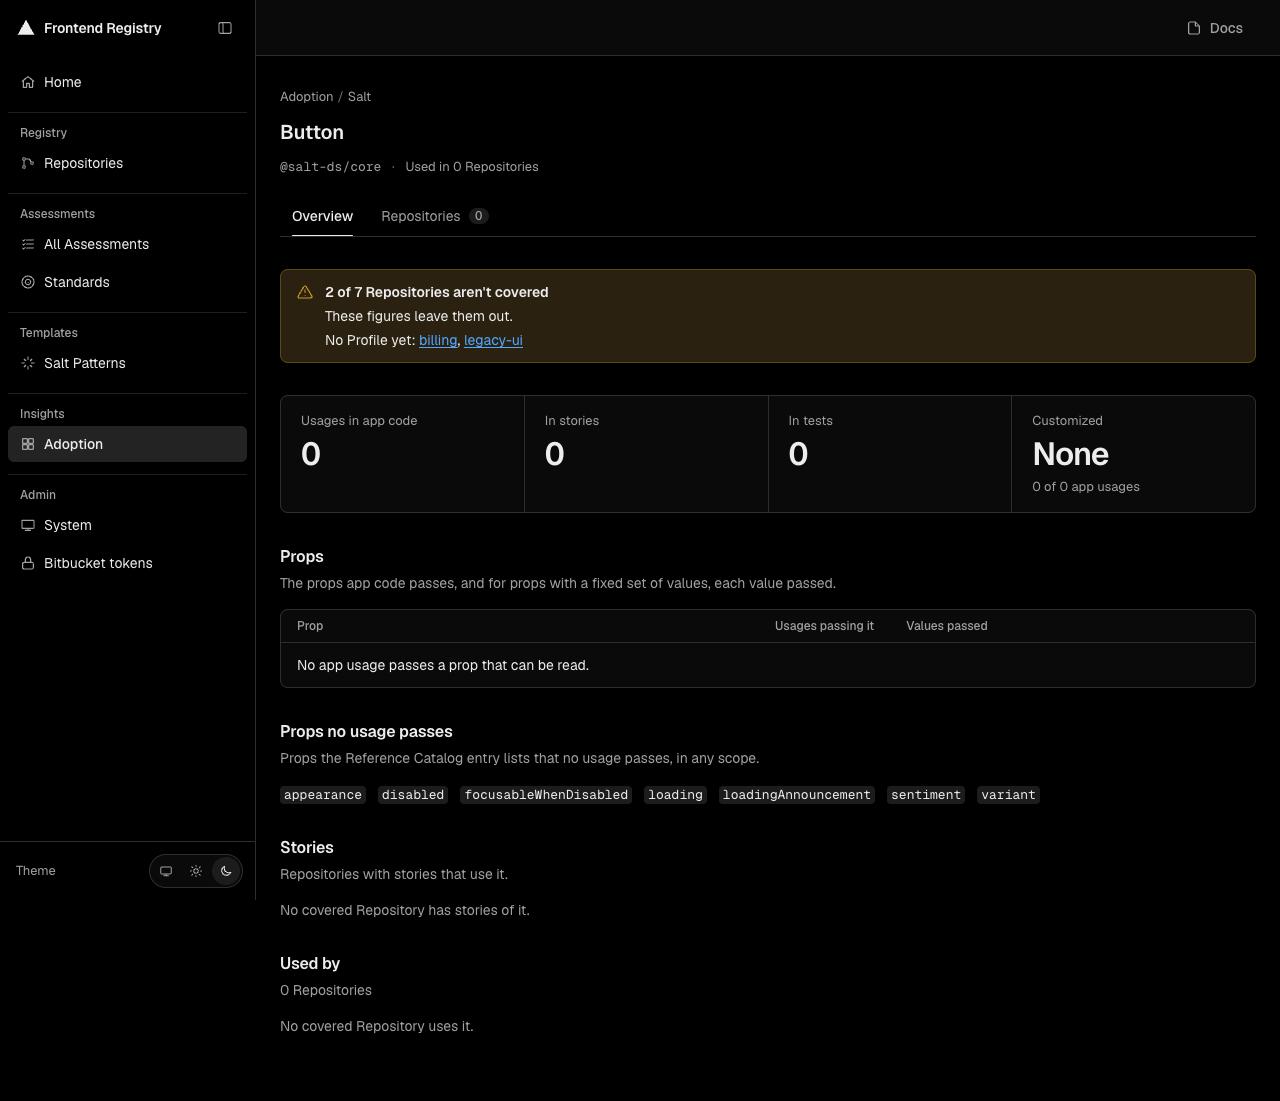 Frontend Registry
Docs
Home
Registry
Repositories
Assessments
All Assessments
Standards
Templates
Salt Patterns
Insights
Adoption
Admin
System
Bitbucket tokens
Theme
Adoption / Salt
Button
@salt-ds/core · Used in 0 Repositories
Overview Repositories 0
2 of 7 Repositories aren't covered
These figures leave them out.
No Profile yet: billing, legacy-ui
Usages in app code
0
In stories
0
In tests
0
Customized
None
0 of 0 app usages
Props
The props app code passes, and for props with a fixed set of values, each value passed.
Prop Usages passing it Values passed
No app usage passes a prop that can be read.
Props no usage passes
Props the Reference Catalog entry lists that no usage passes, in any scope.
appearance disabled focusableWhenDisabled loading loadingAnnouncement sentiment variant
Stories
Repositories with stories that use it.
No covered Repository has stories of it.
Used by
0 Repositories
No covered Repository uses it.